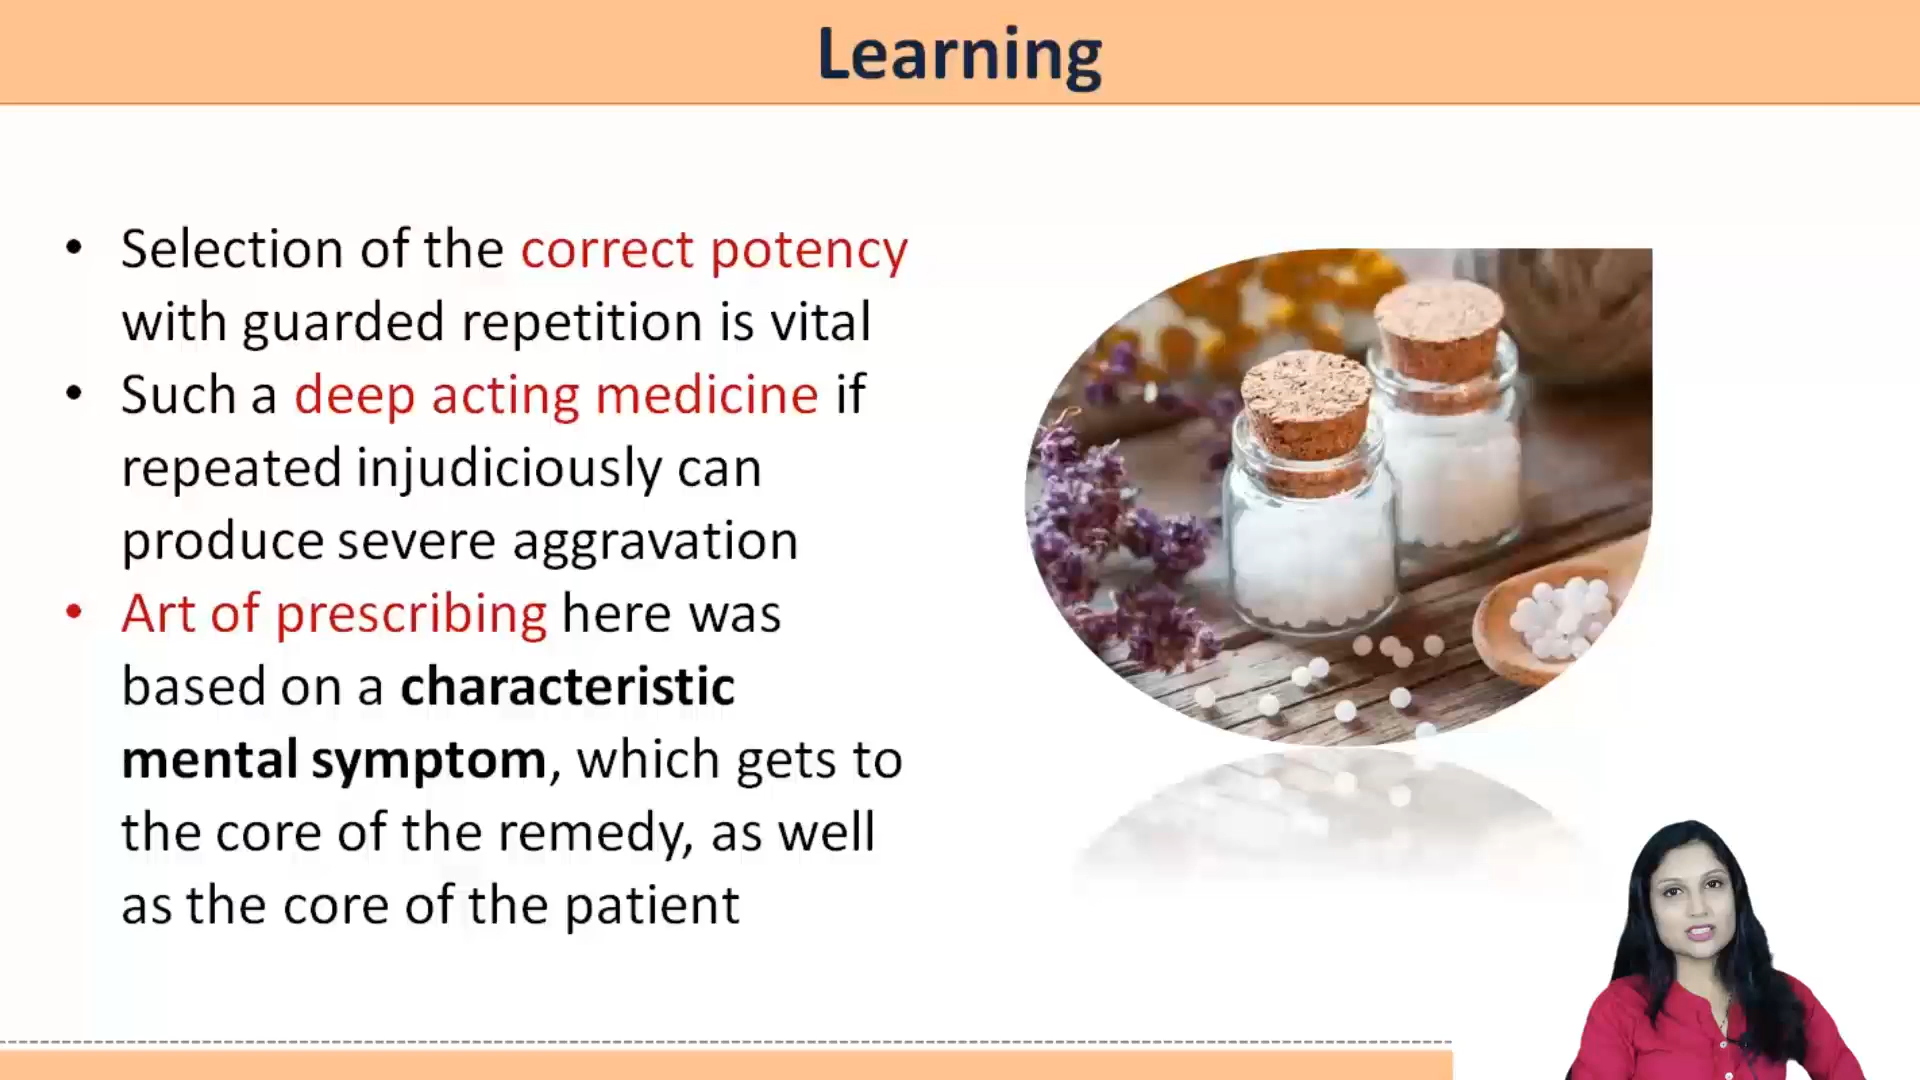 Learning
• Selection of the correct potency
with guarded repetition is vital
• Such a deep acting medicine if
repeated injudiciously can
produce severe aggravation
• Art of prescribing here was
based on a characteristic
mental symptom, which gets to
the core of the remedy, as well
as the core of the patient